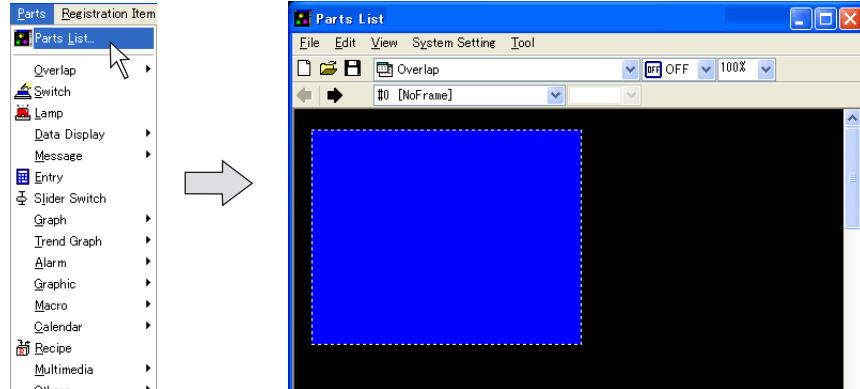 Parts Registration Item
Parts List...
Overlap
Switch
Lamp
Data Display
Message
Entry
Slider Switch
Graph
Trend Graph
Alarm
Graphic
Macro
Calendar
Recipe
Multimedia
Others
Parts List
File Edit View System Setting Tool
Overlap OFF OFF 100%
#0 [NoFrame]